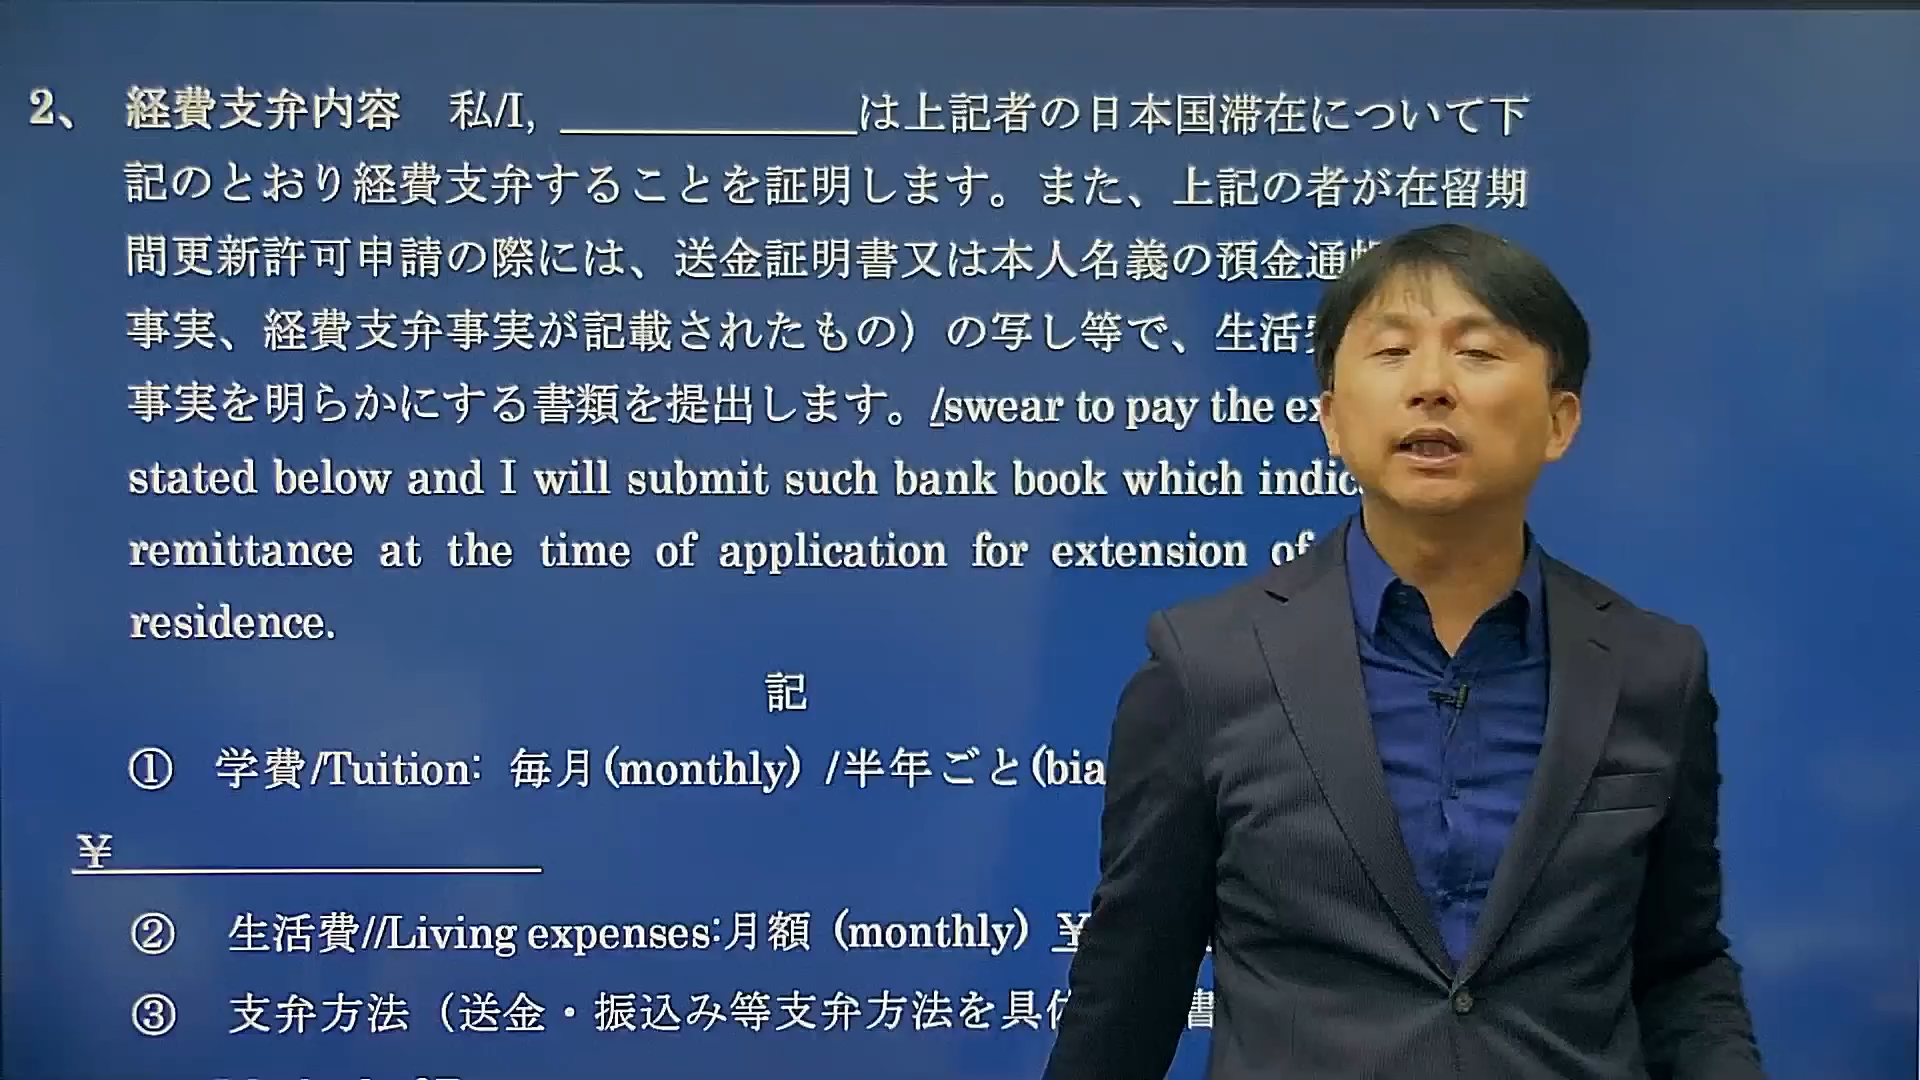 2、 経費支弁内容 私/I, ____________は上記者の日本国滞在について下
記のとおり経費支弁することを証明します。また、上記の者が在留期
間更新許可申請の際には、送金証明書又は本人名義の預金通
事実、経費支弁事実が記載されたもの）の写し等で、生活
事実を明らかにする書類を提出します。/swear to pay the
stated below and I will submit such bank book which
remittance at the time of application for extension of
residence.
記
① 学費/Tuition: 毎月(monthly) /半年ごと(
¥____________
② 生活費//Living expenses:月額 (monthly) ¥
③ 支弁方法（送金・振込み等支弁方法を具 書